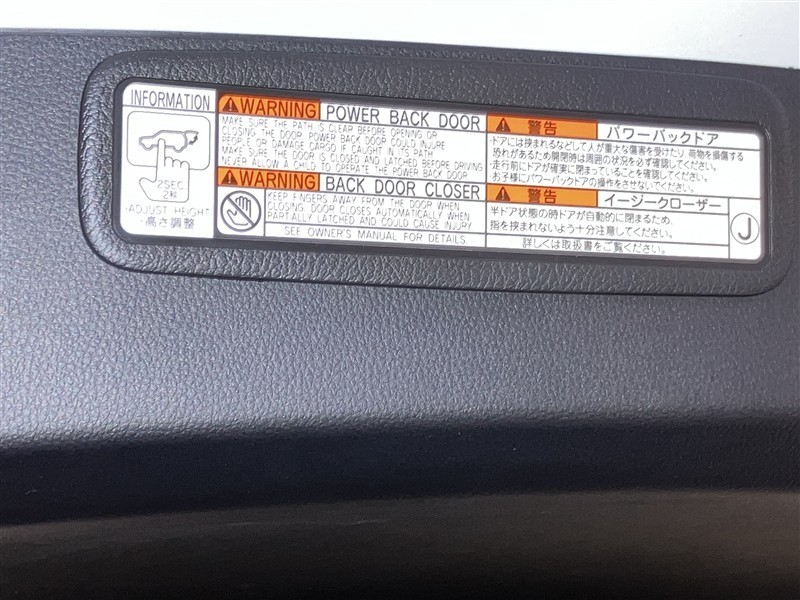 INFORMATION
2SEC
2秒
-ADJUST HEIGHT
・高さ調整
WARNING POWER BACK DOOR
MAKE SURE THE PATH IS CLEAR BEFORE OPENING OR
CLOSING THE DOOR. POWER BACK DOOR COULD INJURE
PEOPLE OR DAMAGE CARGO IF CAUGHT IN ITS PATH.
MAKE SURE THE DOOR IS CLOSED AND LATCHED BEFORE DRIVING.
NEVER ALLOW A CHILD TO OPERATE THE POWER BACK DOOR.
WARNING BACK DOOR CLOSER
KEEP FINGERS AWAY FROM THE DOOR WHEN
CLOSING. DOOR CLOSES AUTOMATICALLY WHEN
PARTIALLY LATCHED AND COULD CAUSE INJURY.
SEE OWNER'S MANUAL FOR DETAILS.
警告 パワーバックドア
・ドアには挟まれるなどして人が重大な傷害を受けたり、荷物を損傷する
恐れがあるため開閉時は周囲の状況を必ず確認してください。
・走行前にドアが確実に閉まっていることを確認してください。
・お子様にパワーバックドアの操作をさせないでください。
警告 イージークローザー
半ドア状態の時ドアが自動的に閉まるため、
指を挟まれないよう十分注意してください。
詳しくは取扱書をご覧ください。
J